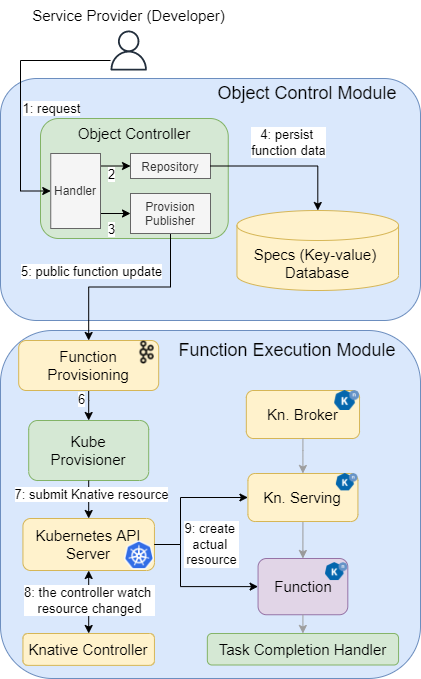 Service Provider (Developer)
Object Control Module
1: request
Object Controller
Handler
2
Repository
3
Provision
Publisher
4: persist
function data
Specs (Key-value)
Database
5: public function update
Function Execution Module
Function
Provisioning
6
Kube
Provisioner
7: submit Knative resource
Kubernetes API
Server
8: the controller watch
resource changed
Knative Controller
Kn. Broker
K
Kn. Serving
K
9: create
actual
resource
Function
K
Task Completion Handler